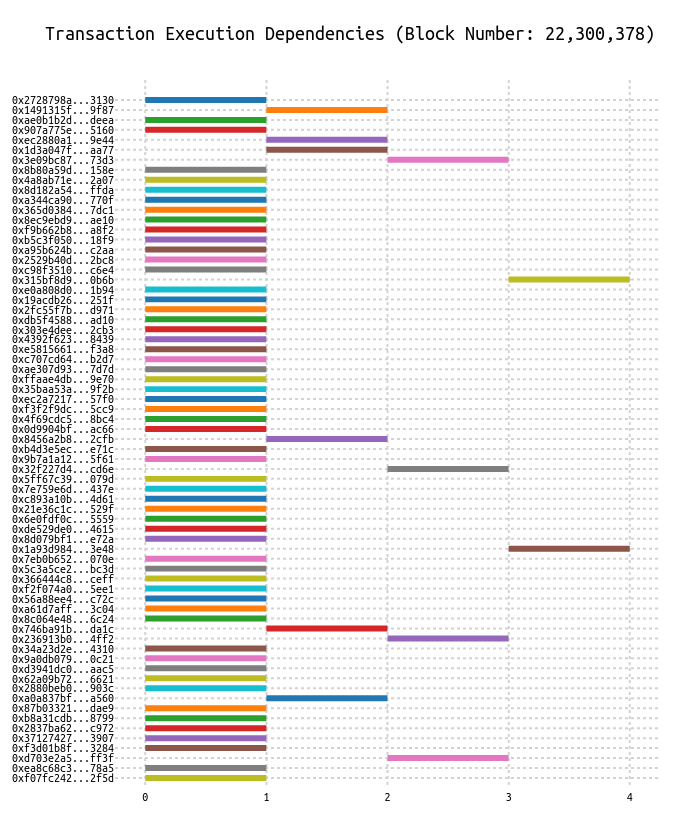 Transaction Execution Dependencies (Block Number: 22,300,378)
0x2728798a...3130
0x1491315f...9f87
0xae0b1b2d...deea
0x907a775e...5160
0xec2880a1...9e44
0x1d3a047f...aa77
0x3e09bc87...73d3
0x8b80a59d...158e
0x4a8ab71e...2a07
0x8d182a54...ffda
0xa344ca90...770f
0x365d0384...7dc1
0x8ec9ebd9...ae10
0xf9b662b8...a8f2
0xb5c3f050...18f9
0xa95b624b...c2aa
0x2529b40d...2bc8
0xc98f3510...c6e4
0x315bf8d9...0b6b
0xe0a808d0...1b94
0x19acdb26...251f
0x2fc55f7b...d971
0xdb5f4588...ad10
0x303e4dee...2cb3
0x4392f623...8439
0xe5815661...f3a8
0xc707cd64...b2d7
0xae307d93...7d7d
0xffaae4db...9e70
0x35baa53a...9f2b
0xec2a7217...57f0
0xf3f2f9dc...5cc9
0x4f69cdc5...8bc4
0x0d9904bf...ac66
0x8456a2b8...2cfb
0xb4d3e5ec...e71c
0x9b7a1a12...5f61
0x32f227d4...cd6e
0x5ff67c39...079d
0x7e759e6d...437e
0xc893a10b...4d61
0x21e36c1c...529f
0x6e0fdf0c...5559
0xde529de0...4615
0x8d079bf1...e72a
0x1a93d984...3e48
0x7eb0b652...070e
0x5c3a5ce2...bc3d
0x366444c8...ceff
0xf2f074a0...5ee1
0x56a88ee4...c72c
0xa61d7aff...3c04
0x8c064e48...6c24
0x746ba91b...da1c
0x236913b0...4ff2
0x34a23d2e...4310
0x9a0db079...0c21
0xd3941dc0...aac5
0x62a09b72...6621
0x2880beb0...903c
0xa0a837bf...a560
0x87b03321...dae9
0xb8a31cdb...8799
0x2837ba62...c972
0x37127427...3907
0xf3d01b8f...3284
0xd703e2a5...ff3f
0xea8c68c3...78a5
0xf07fc242...2f5d
0 1 2 3 4